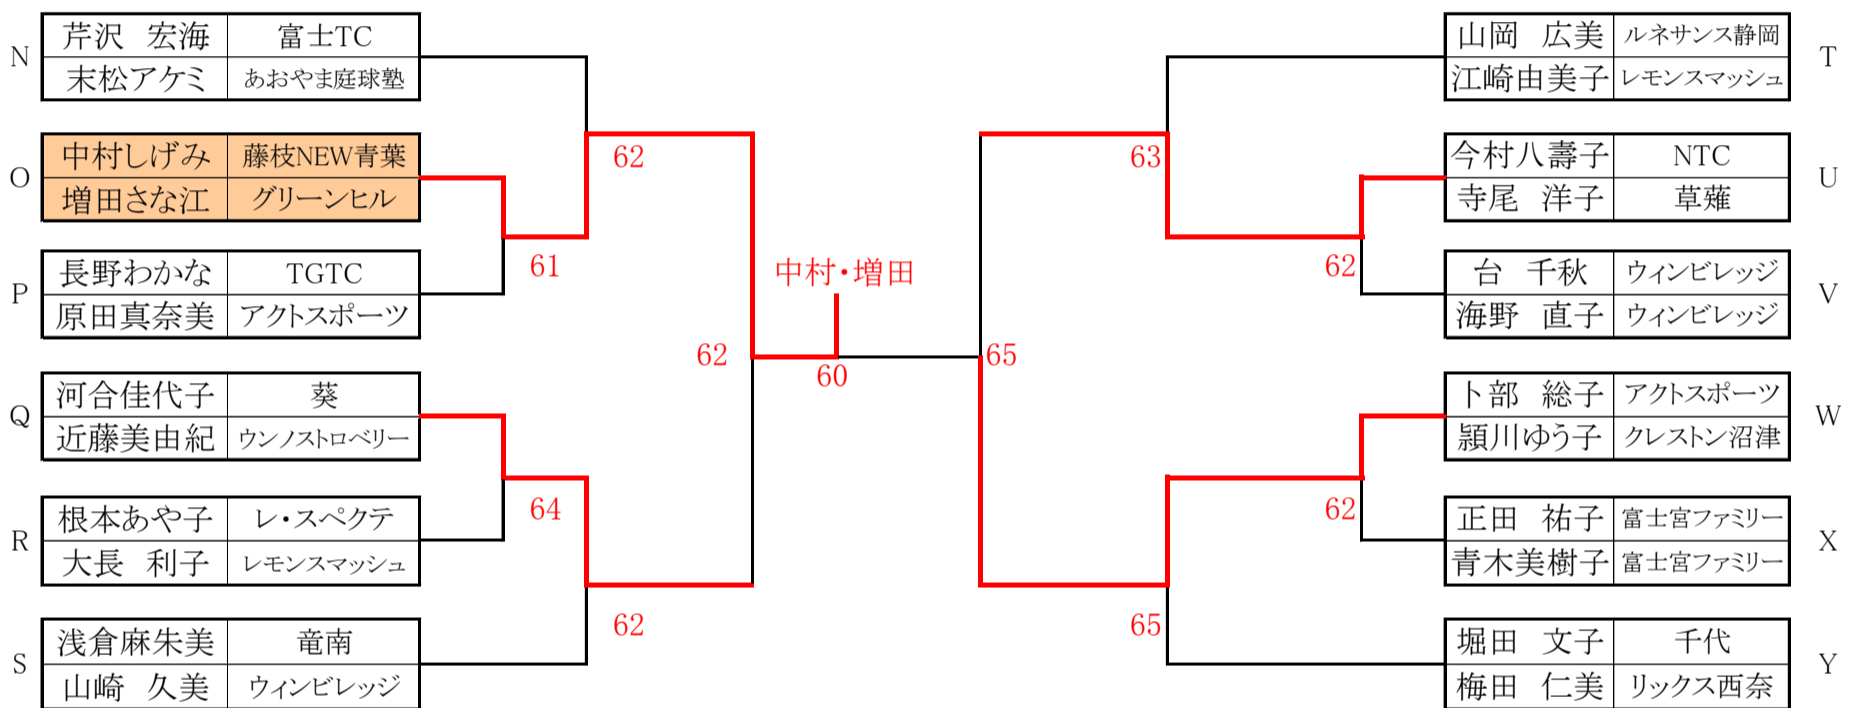 N
芹沢　宏海 富士TC
末松アケミ あおやま庭球塾
O
中村しげみ 藤枝NEW青葉
増田さな江 グリーンヒル
P
長野わかな TGTC
原田真奈美 アクトスポーツ
Q
河合佳代子 葵
近藤美由紀 ウンノストロベリー
R
根本あや子 レ・スペクテ
大長　利子 レモンスマッシュ
S
浅倉麻朱美 竜南
山崎　久美 ウィンビレッジ
62
61
62
64
62
中村・増田
60
63
62
65
62
65
山岡　広美 ルネサンス静岡
江崎由美子 レモンスマッシュ
T
今村八壽子 NTC
寺尾　洋子 草薙
U
台　千秋 ウィンビレッジ
海野　直子 ウィンビレッジ
V
卜部　総子 アクトスポーツ
頴川ゆう子 クレストン沼津
W
正田　祐子 富士宮ファミリー
青木美樹子 富士宮ファミリー
X
堀田　文子 千代
梅田　仁美 リックス西奈
Y